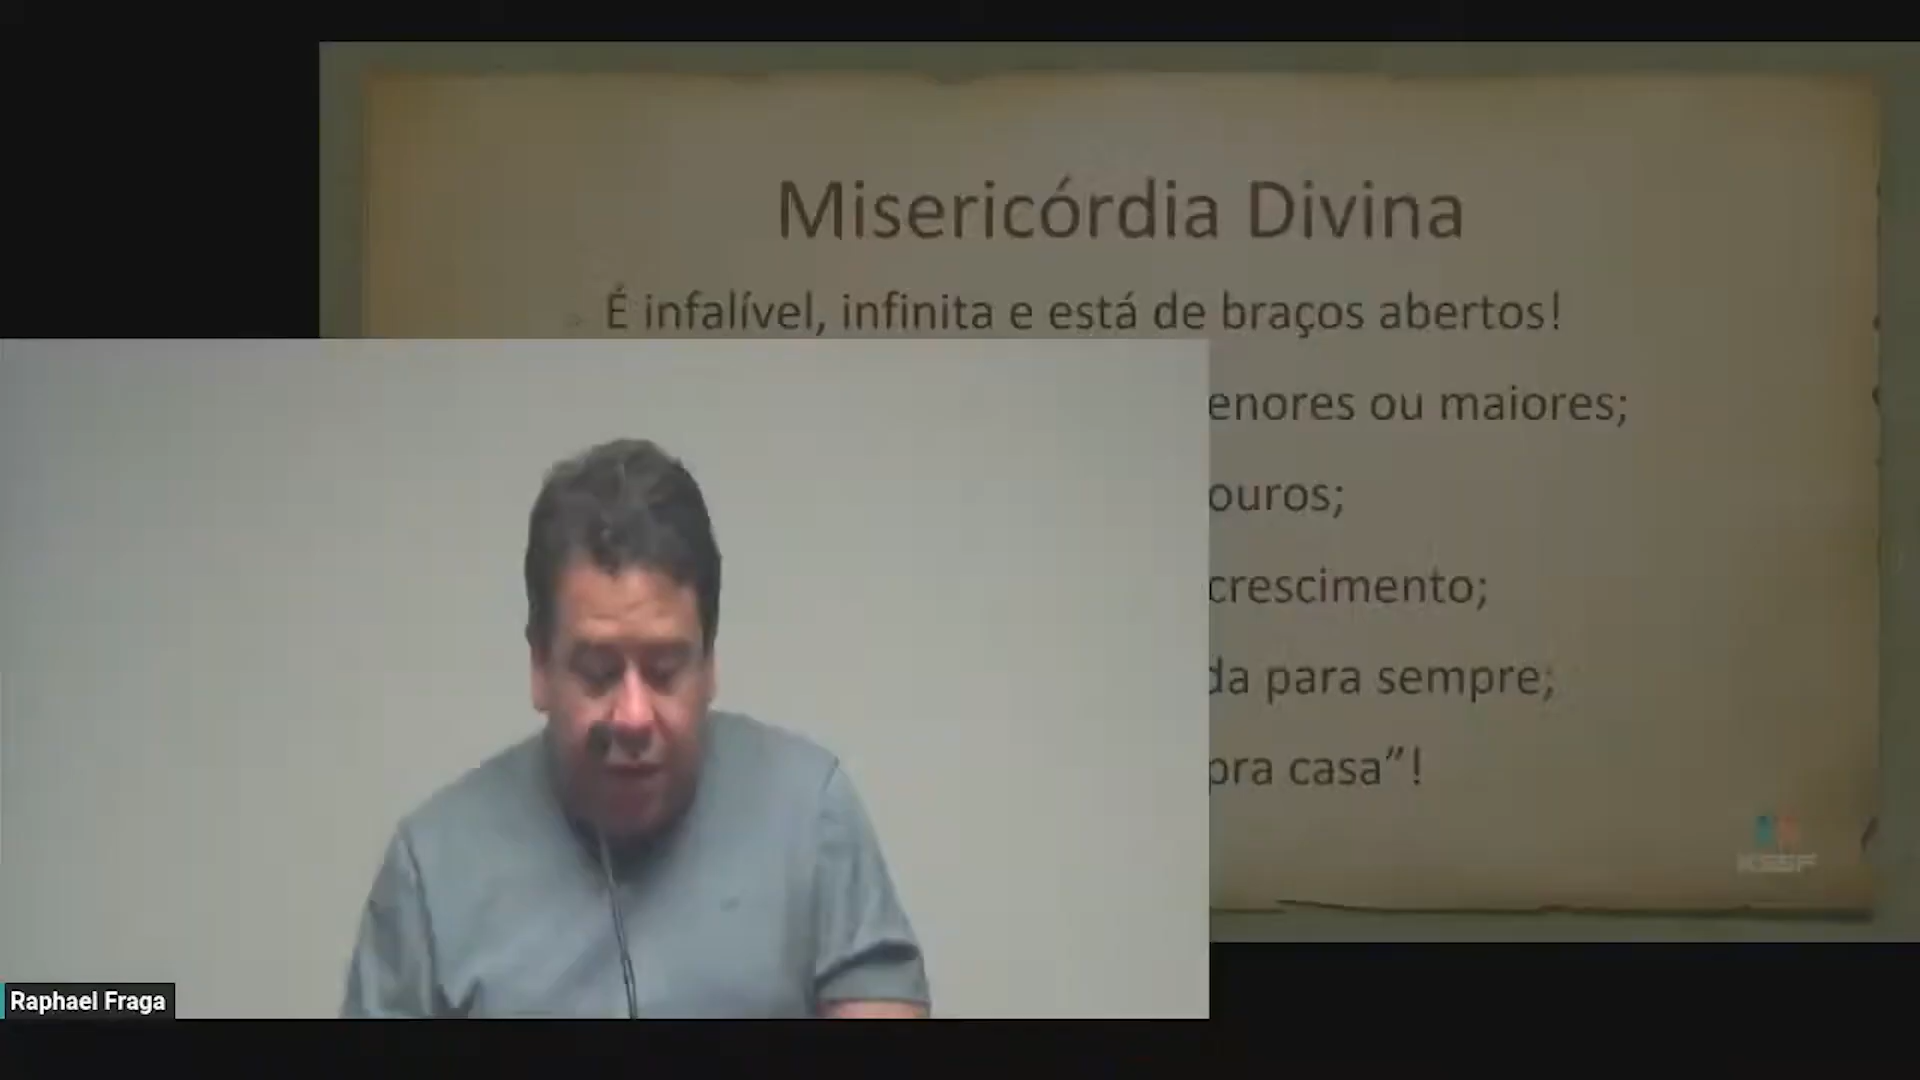 Misericórdia Divina
É infalível, infinita e está de braços abertos!
enores ou maiores;
ouros;
crescimento;
da para sempre;
pra casa”!
KSSF
Raphael Fraga